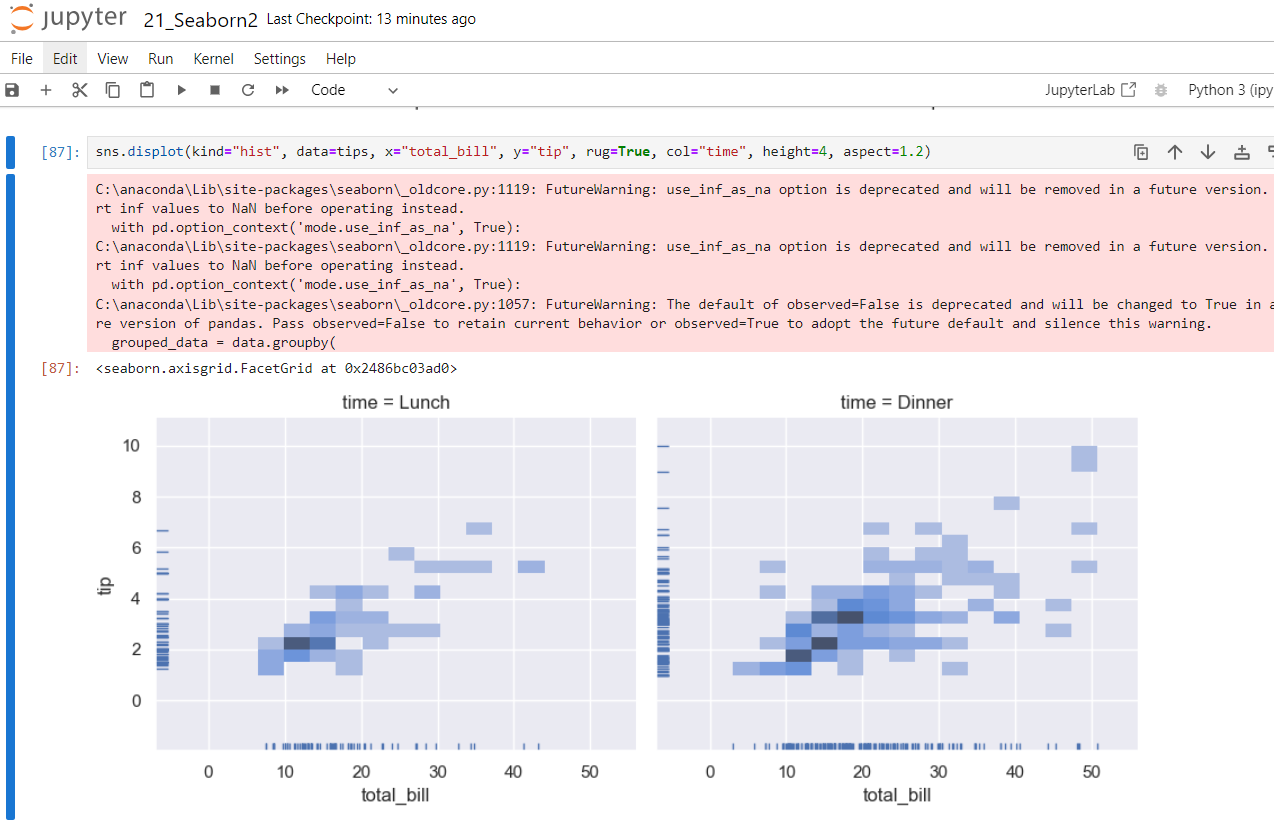 jupyter 21_Seaborn2 Last Checkpoint: 13 minutes ago
File Edit View Run Kernel Settings Help
Code JupyterLab Python 3 (ipy
[87]: sns.displot(kind="hist", data=tips, x="total_bill", y="tip", rug=True, col="time", height=4, aspect=1.2)
C:\anaconda\Lib\site-packages\seaborn\_oldcore.py:1119: FutureWarning: use_inf_as_na option is deprecated and will be removed in a future version.
rt inf values to NaN before operating instead.
  with pd.option_context('mode.use_inf_as_na', True):
C:\anaconda\Lib\site-packages\seaborn\_oldcore.py:1119: FutureWarning: use_inf_as_na option is deprecated and will be removed in a future version.
rt inf values to NaN before operating instead.
  with pd.option_context('mode.use_inf_as_na', True):
C:\anaconda\Lib\site-packages\seaborn\_oldcore.py:1057: FutureWarning: The default of observed=False is deprecated and will be changed to True in a
re version of pandas. Pass observed=False to retain current behavior or observed=True to adopt the future default and silence this warning.
  grouped_data = data.groupby(
[87]: <seaborn.axisgrid.FacetGrid at 0x2486bc03ad0>
time = Lunch time = Dinner
10
8
6
tip
4
2
0
0 10 20 30 40 50 0 10 20 30 40 50
total_bill total_bill